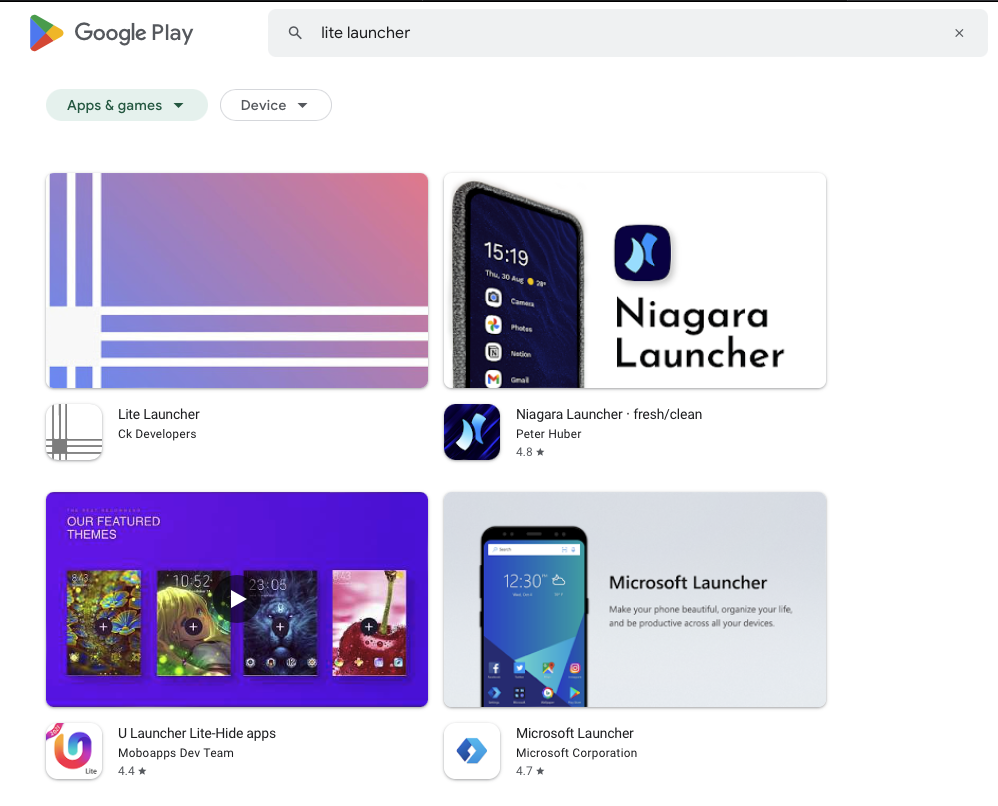 Google Play
lite launcher
Apps & games
Device
15:19
Thu, 30 Aug 28°
Camera
Photos
Notion
Gmail
Niagara
Launcher
Lite Launcher
Ck Developers
Niagara Launcher · fresh/clean
Peter Huber
4.8 ★
OUR FEATURED
THEMES
8:43
10:52
23:05
8:43
Search
12:30
Microsoft Launcher
Make your phone beautiful, organize your life,
and be productive across all your devices.
Lite
U Launcher Lite-Hide apps
Moboapps Dev Team
4.4 ★
Microsoft Launcher
Microsoft Corporation
4.7 ★